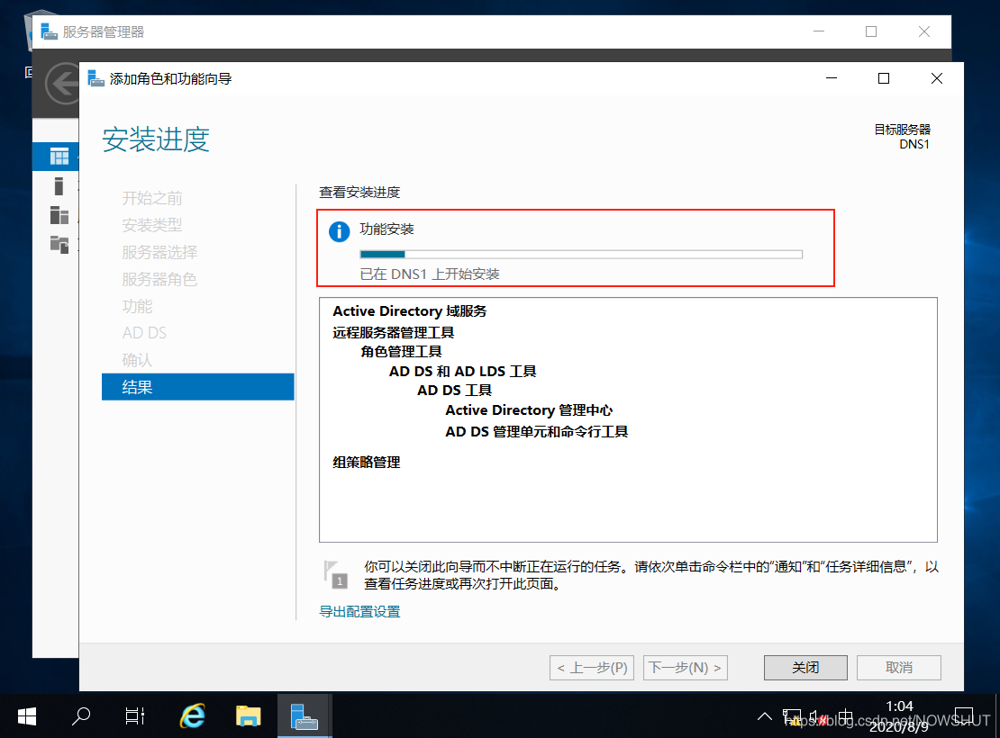 服务器管理器
回
添加角色和功能向导
安装进度
目标服务器
DNS1
开始之前
安装类型
服务器选择
服务器角色
功能
AD DS
确认
结果
查看安装进度
功能安装
已在 DNS1 上开始安装
Active Directory 域服务
远程服务器管理工具
角色管理工具
AD DS 和 AD LDS 工具
AD DS 工具
Active Directory 管理中心
AD DS 管理单元和命令行工具
组策略管理
1
你可以关闭此向导而不中断正在运行的任务。请依次单击命令栏中的“通知”和“任务详细信息”，以
查看任务进度或再次打开此页面。
导出配置设置
< 上一步(P)
下一步(N) >
关闭
取消
中
1:04
https://blog.csdn.net/NOWSHUT
2020/8/9